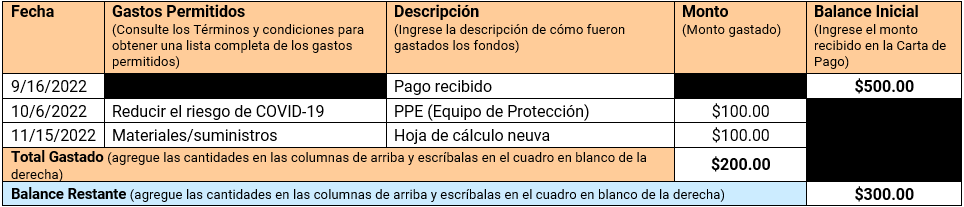 Fecha Gastos Permitidos Descripción Monto Balance Inicial
(Consulte los Términos y condiciones para (Ingrese la descripción de cómo fueron (Monto gastado) (Ingrese el monto
obtener una lista completa de los gastos gastados los fondos) recibido en la Carta de
permitidos) Pago)
9/16/2022 Pago recibido $500.00
10/6/2022 Reducir el riesgo de COVID-19 PPE (Equipo de Protección) $100.00
11/15/2022 Materiales/suministros Hoja de cálculo neuva $100.00
Total Gastado (agregue las cantidades en las columnas de arriba y escríbalas en el cuadro en blanco de la
derecha) $200.00
Balance Restante (agregue las cantidades en las columnas de arriba y escríbalas en el cuadro en blanco de la derecha) $300.00